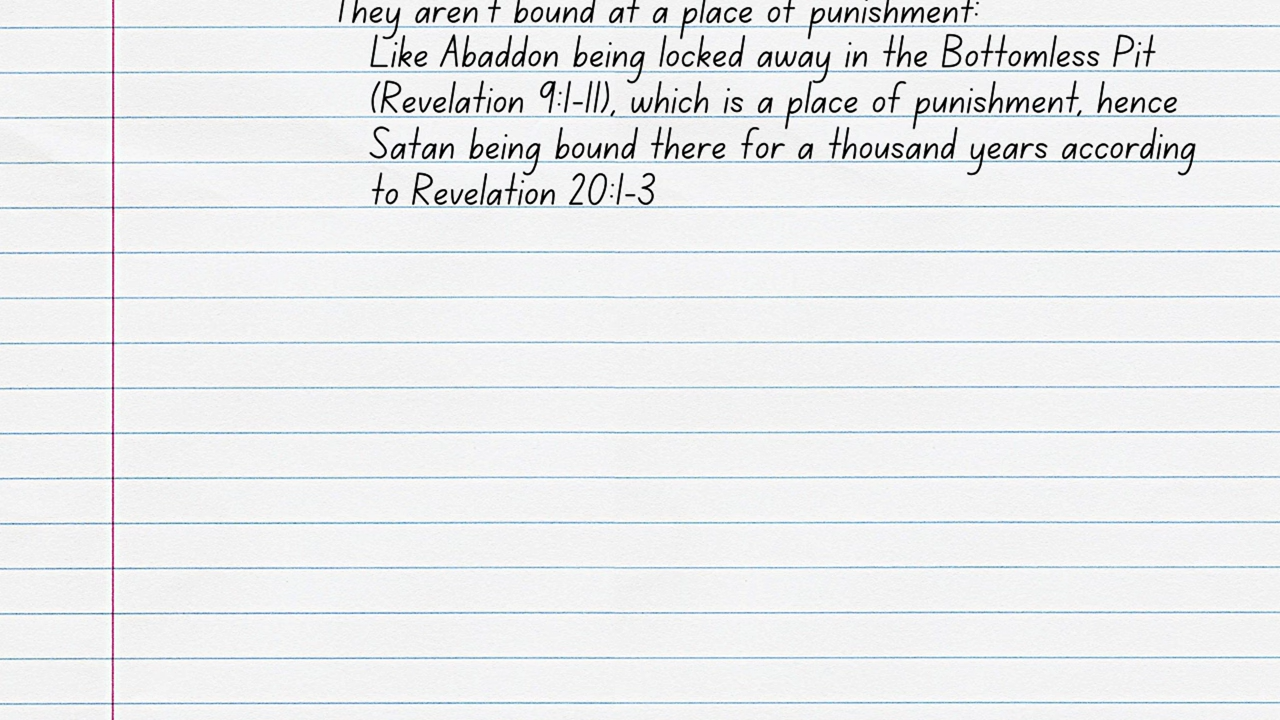 They aren't bound at a place of punishment:
Like Abaddon being locked away in the Bottomless Pit
(Revelation 9:1-11), which is a place of punishment, hence
Satan being bound there for a thousand years according
to Revelation 20:1-3